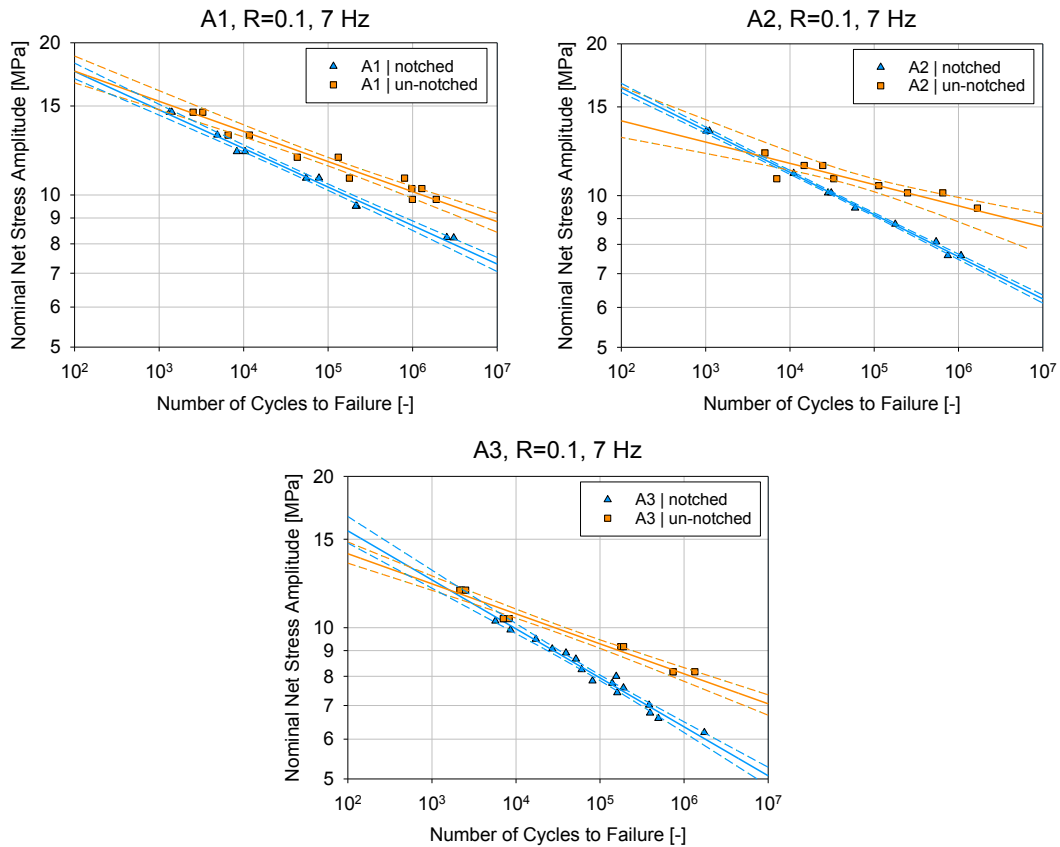 A1, R=0.1, 7 Hz
Nominal Net Stress Amplitude [MPa]
20
15
10
9
8
7
6
5
A1 | notched
A1 | un-notched
10² 10³ 10⁴ 10⁵ 10⁶ 10⁷
Number of Cycles to Failure [-]
A2, R=0.1, 7 Hz
Nominal Net Stress Amplitude [MPa]
20
15
10
9
8
7
6
5
A2 | notched
A2 | un-notched
10² 10³ 10⁴ 10⁵ 10⁶ 10⁷
Number of Cycles to Failure [-]
A3, R=0.1, 7 Hz
Nominal Net Stress Amplitude [MPa]
20
15
10
9
8
7
6
5
A3 | notched
A3 | un-notched
10² 10³ 10⁴ 10⁵ 10⁶ 10⁷
Number of Cycles to Failure [-]